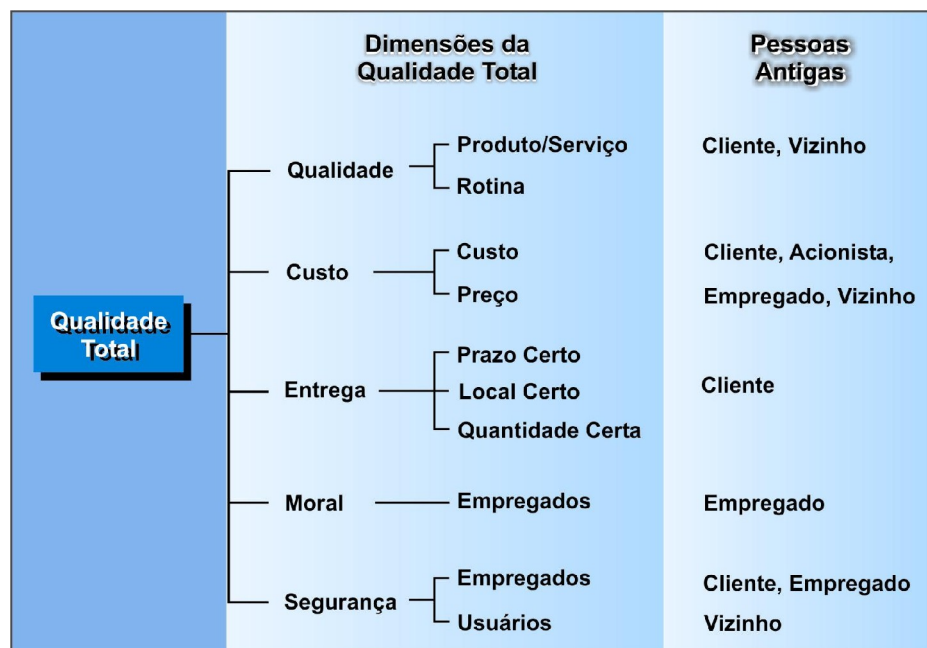 Dimensões da
Qualidade Total
Pessoas
Antigas
Qualidade
Produto/Serviço
Rotina
Cliente, Vizinho
Custo
Custo
Preço
Cliente, Acionista,
Empregado, Vizinho
Qualidade
Total
Entrega
Prazo Certo
Local Certo
Quantidade Certa
Cliente
Moral
Empregados
Empregado
Segurança
Empregados
Usuários
Cliente, Empregado
Vizinho